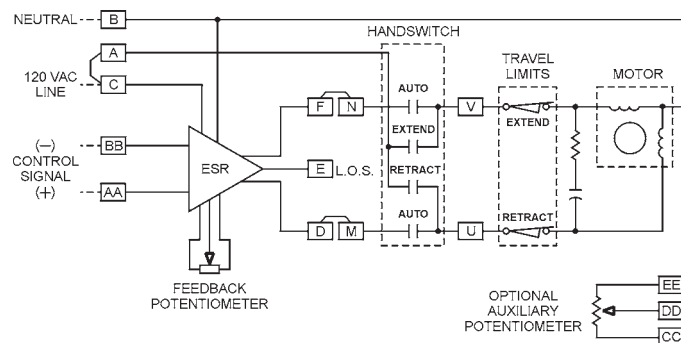 NEUTRAL
B
HANDSWITCH
A
120 VAC
LINE
C
TRAVEL
LIMITS
MOTOR
AUTO
F
N
V
EXTEND
EXTEND
(—)
CONTROL
SIGNAL
(+)
BB
AA
ESR
E
L.O.S.
RETRACT
RETRACT
D
M
AUTO
U
FEEDBACK
POTENTIOMETER
OPTIONAL
AUXILIARY
POTENTIOMETER
EE
DD
CC